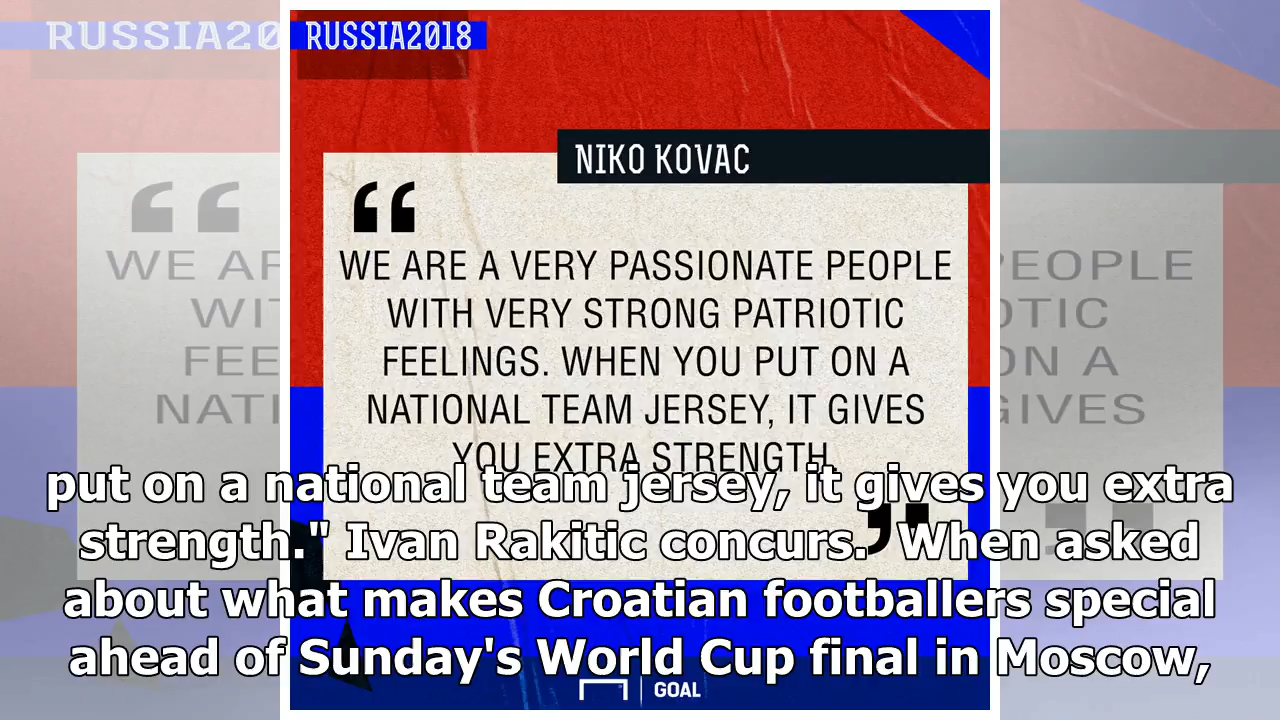 RUSSIA20
RUSSIA2018
NIKO KOVAC
WE ARE A VERY PASSIONATE PEOPLE
WITH VERY STRONG PATRIOTIC
FEELINGS. WHEN YOU PUT ON A
NATIONAL TEAM JERSEY, IT GIVES
YOU EXTRA STRENGTH
put on a national team jersey, it gives you extra
strength." Ivan Rakitic concurs. When asked
about what makes Croatian footballers special
ahead of Sunday's World Cup final in Moscow,
GOAL